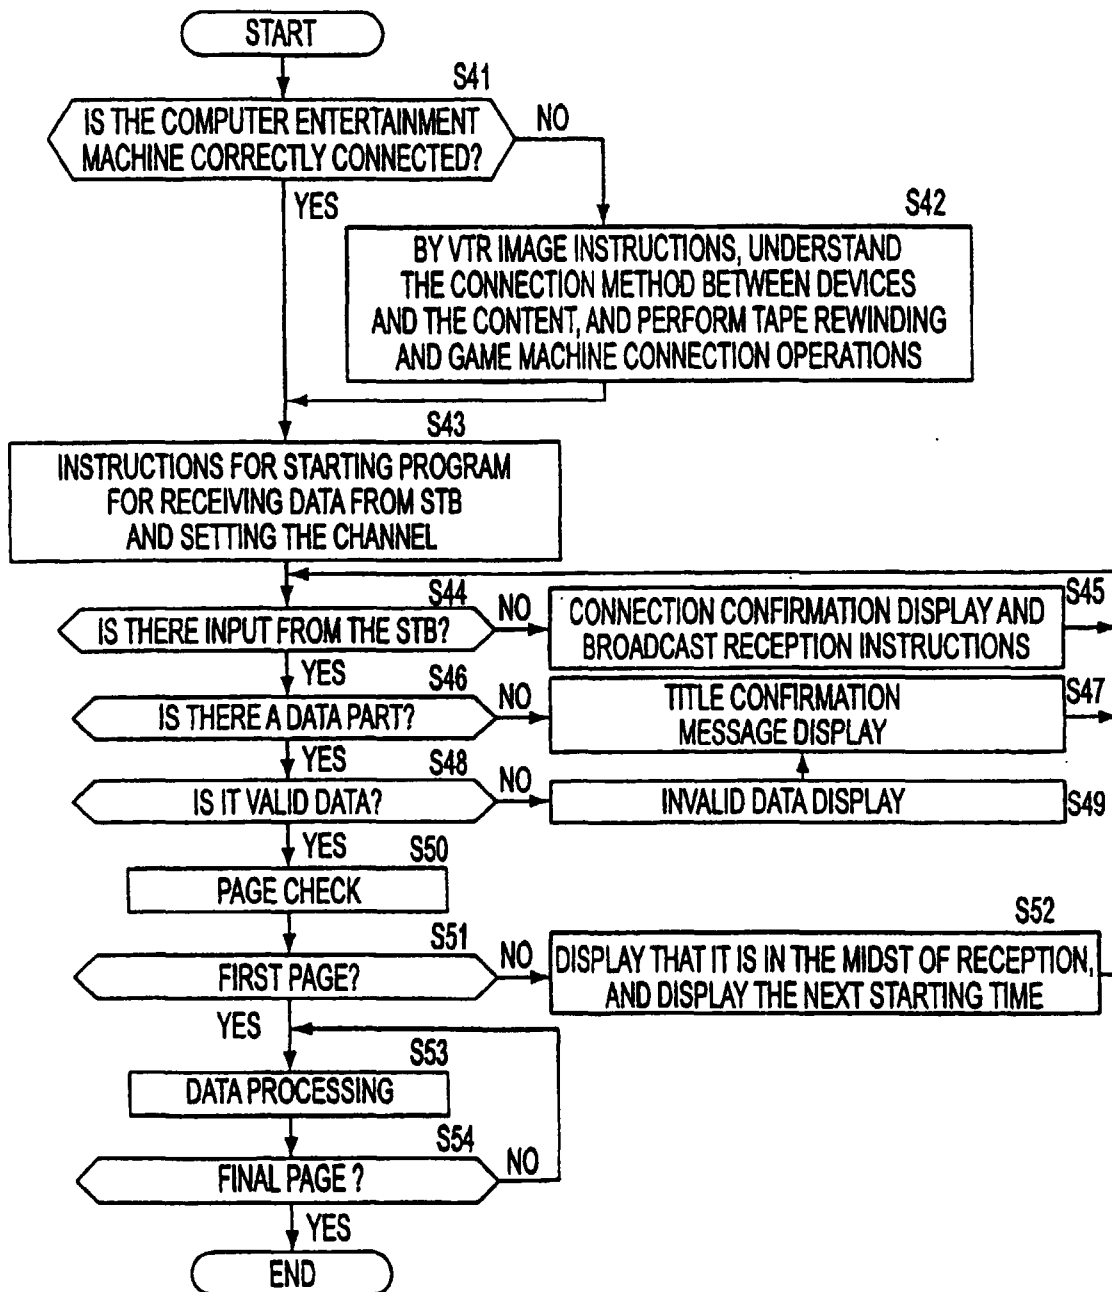 START
S41
IS THE COMPUTER ENTERTAINMENT
MACHINE CORRECTLY CONNECTED?
NO
YES
S42
BY VTR IMAGE INSTRUCTIONS, UNDERSTAND
THE CONNECTION METHOD BETWEEN DEVICES
AND THE CONTENT, AND PERFORM TAPE REWINDING
AND GAME MACHINE CONNECTION OPERATIONS
S43
INSTRUCTIONS FOR STARTING PROGRAM
FOR RECEIVING DATA FROM STB
AND SETTING THE CHANNEL
S44
IS THERE INPUT FROM THE STB?
NO
S45
CONNECTION CONFIRMATION DISPLAY AND
BROADCAST RECEPTION INSTRUCTIONS
YES
S46
IS THERE A DATA PART?
NO
S47
TITLE CONFIRMATION
MESSAGE DISPLAY
YES
S48
IS IT VALID DATA?
NO
INVALID DATA DISPLAY
S49
YES
S50
PAGE CHECK
S51
FIRST PAGE?
NO
S52
DISPLAY THAT IT IS IN THE MIDST OF RECEPTION,
AND DISPLAY THE NEXT STARTING TIME
YES
S53
DATA PROCESSING
S54
FINAL PAGE ?
NO
YES
END